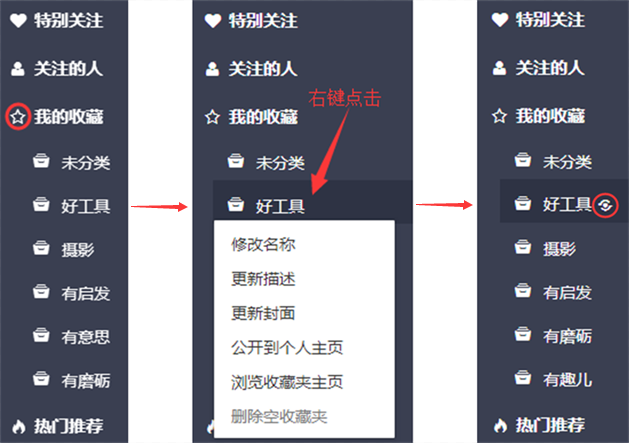 特别关注
关注的人
我的收藏
未分类
好工具
摄影
有启发
有意思
有磨砺
热门推荐
特别关注
关注的人
右键点击
我的收藏
未分类
好工具
修改名称
更新描述
更新封面
公开到个人主页
浏览收藏夹主页
删除空收藏夹
特别关注
关注的人
我的收藏
未分类
好工具
摄影
有启发
有磨砺
有趣儿
热门推荐